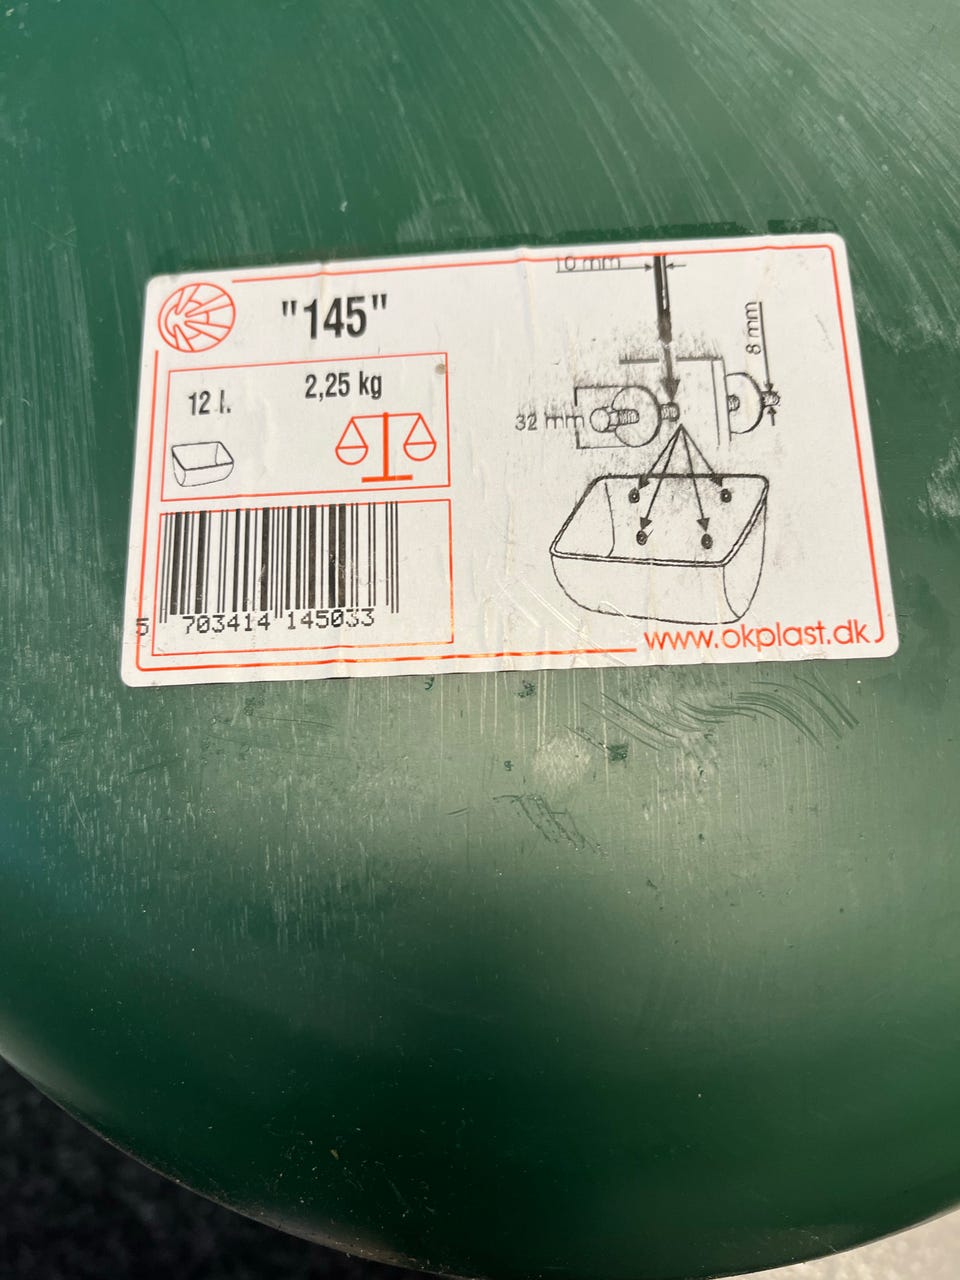 "145"
12 l.
2,25 kg
5 703414 145033
10 mm
8 mm
32 mm
www.okplast.dk